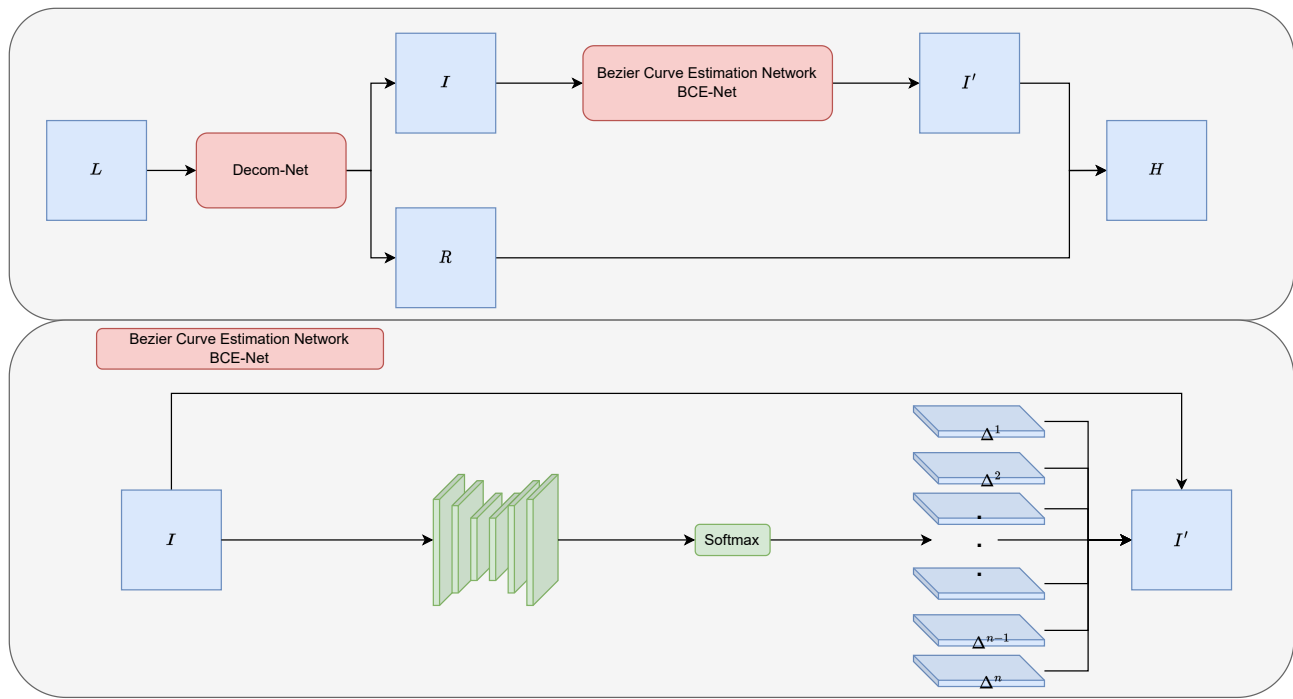 I
Bezier Curve Estimation Network
BCE-Net
I′
L
Decom-Net
H
R
Bezier Curve Estimation Network
BCE-Net
Δ¹
Δ²
.
I
Softmax
.
I′
.
Δⁿ⁻¹
Δⁿ